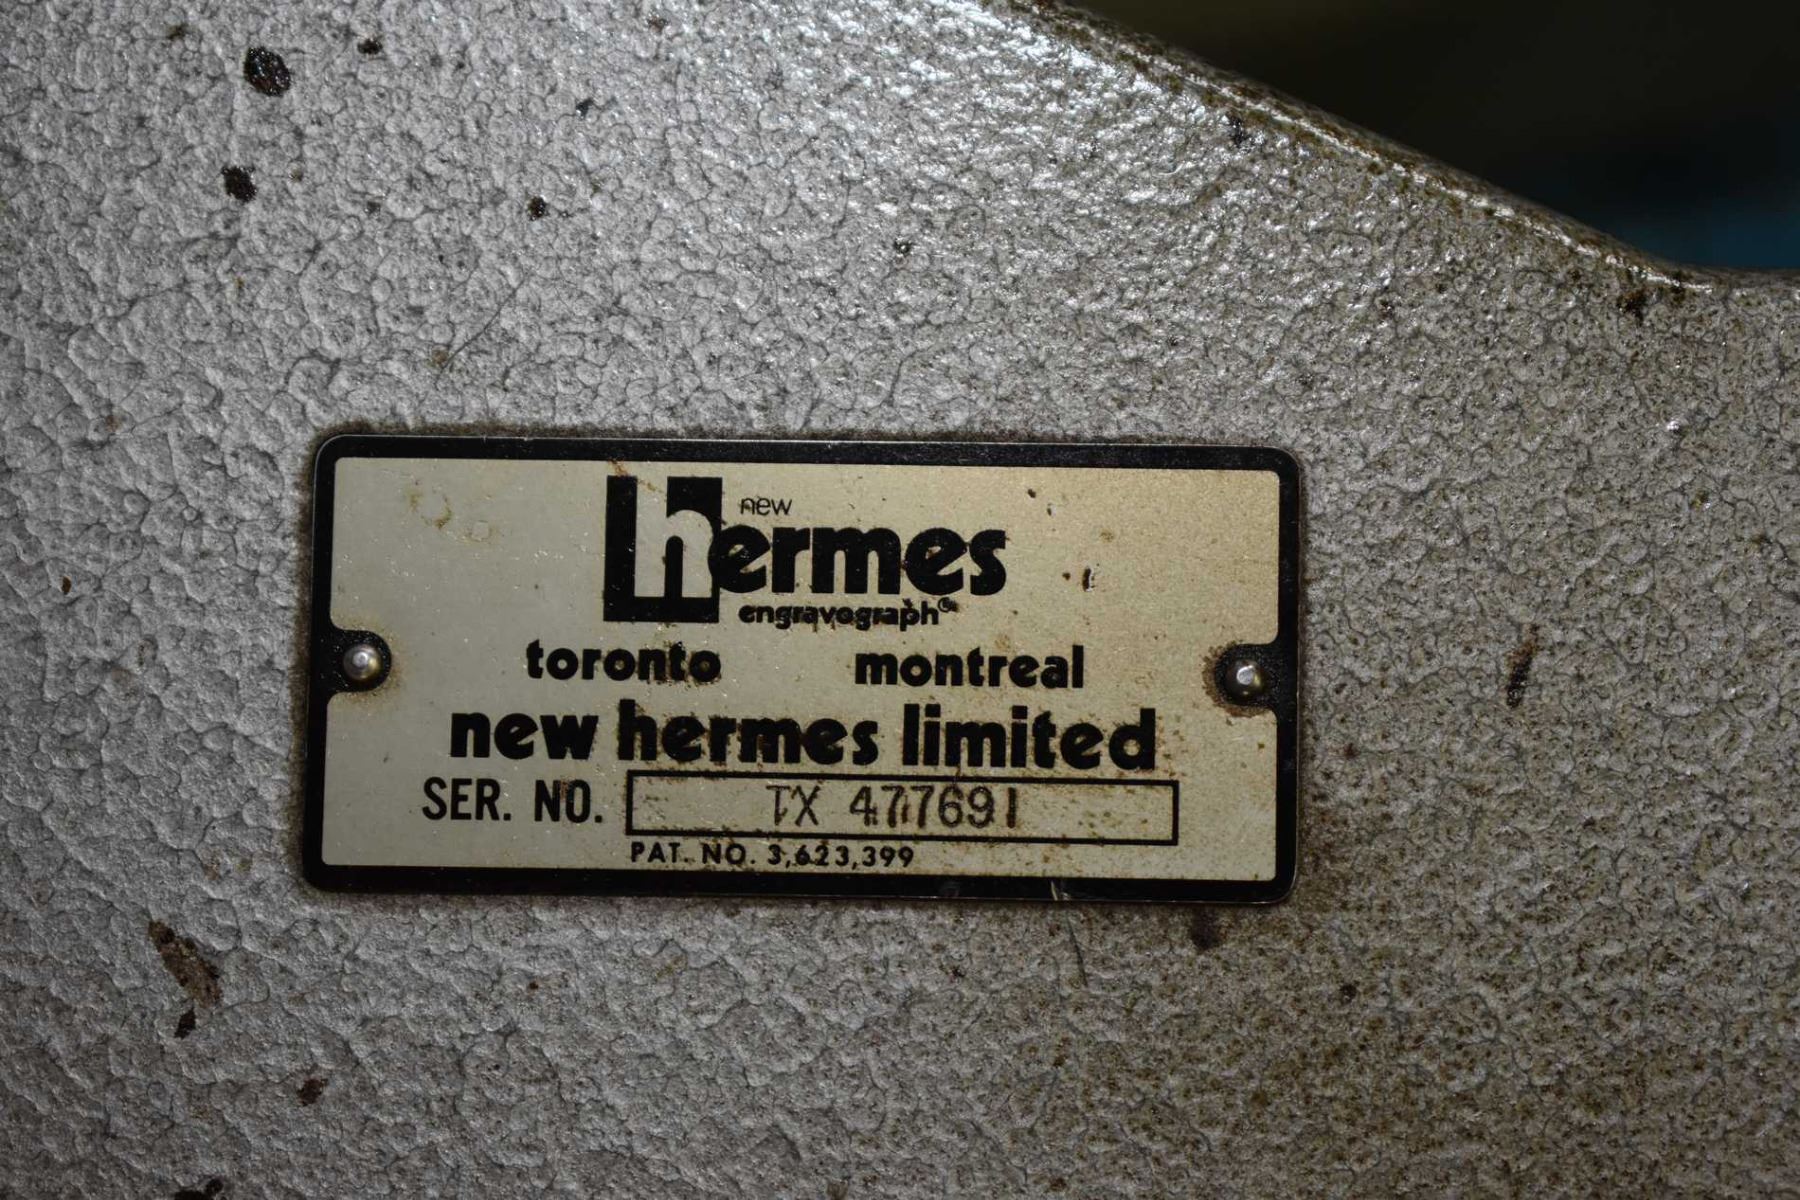 new
hermes
engravograph®
toronto montreal
new hermes limited
SER. NO. TX 477691
PAT. NO. 3,623,399